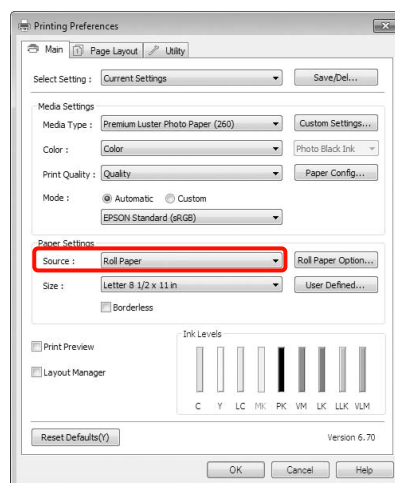 Printing Preferences
Main Page Layout Utility
Select Setting : Current Settings Save/Del...
Media Settings
Media Type : Premium Luster Photo Paper (260) Custom Settings...
Color : Color Photo Black Ink
Print Quality : Quality Paper Config...
Mode : Automatic Custom
EPSON Standard (sRGB)
Paper Settings
Source : Roll Paper Roll Paper Option...
Size : Letter 8 1/2 x 11 in User Defined...
Borderless
Ink Levels
Print Preview
Layout Manager
C Y LC MK PK VM LK LLK VLM
Reset Defaults(Y) Version 6.70
OK Cancel Help